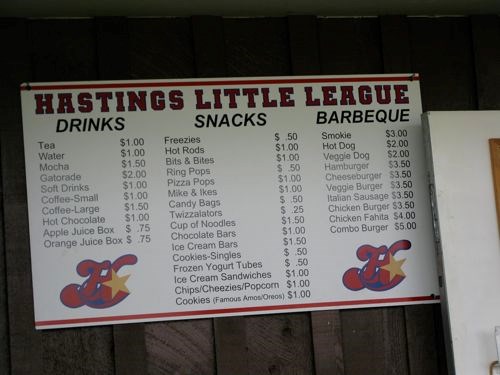 HASTINGS LITTLE LEAGUE
DRINKS
Tea $1.00
Water $1.00
Mocha $1.50
Gatorade $2.00
Soft Drinks $1.00
Coffee-Small $1.00
Coffee-Large $1.50
Hot Chocolate $1.00
Apple Juice Box $ .75
Orange Juice Box $ .75
SNACKS
Freezies $ .50
Hot Rods $1.00
Bits & Bites $1.00
Ring Pops $ .50
Pizza Pops $1.00
Mike & Ikes $1.00
Candy Bags $ .50
Twizzalators $ .25
Cup of Noodles $1.50
Chocolate Bars $1.00
Ice Cream Bars $1.50
Cookies-Singles $ .50
Frozen Yogurt Tubes $ .50
Ice Cream Sandwiches $1.00
Chips/Cheezies/Popcorn $1.00
Cookies (Famous Amos/Oreos) $1.00
BARBEQUE
Smokie $3.00
Hot Dog $2.00
Veggie Dog $2.00
Hamburger $3.50
Cheeseburger $3.50
Veggie Burger $3.50
Italian Sausage $3.50
Chicken Burger $3.50
Chicken Fahita $4.00
Combo Burger $5.00
H
H